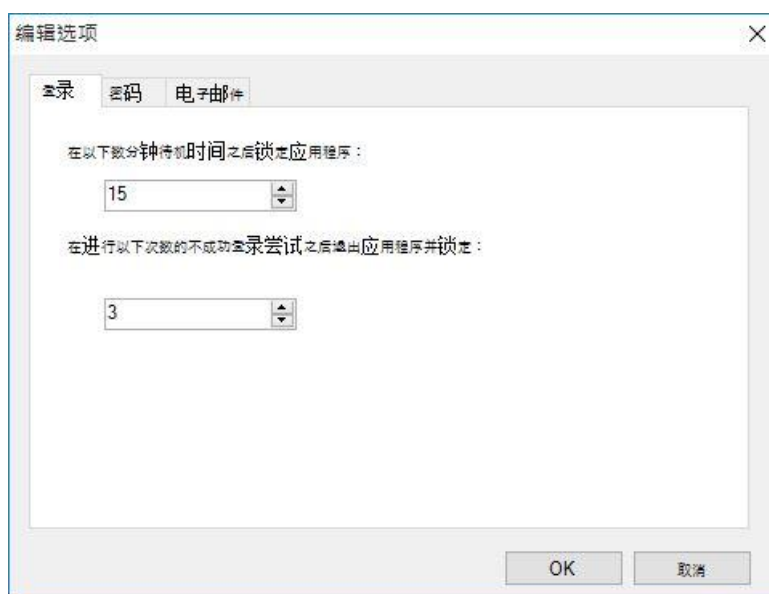 编辑选项
登录 密码 电子邮件
在以下数分钟待机时间之后锁定应用程序：
15
在进行以下次数的不成功登录尝试之后退出应用程序并锁定：
3
OK 取消